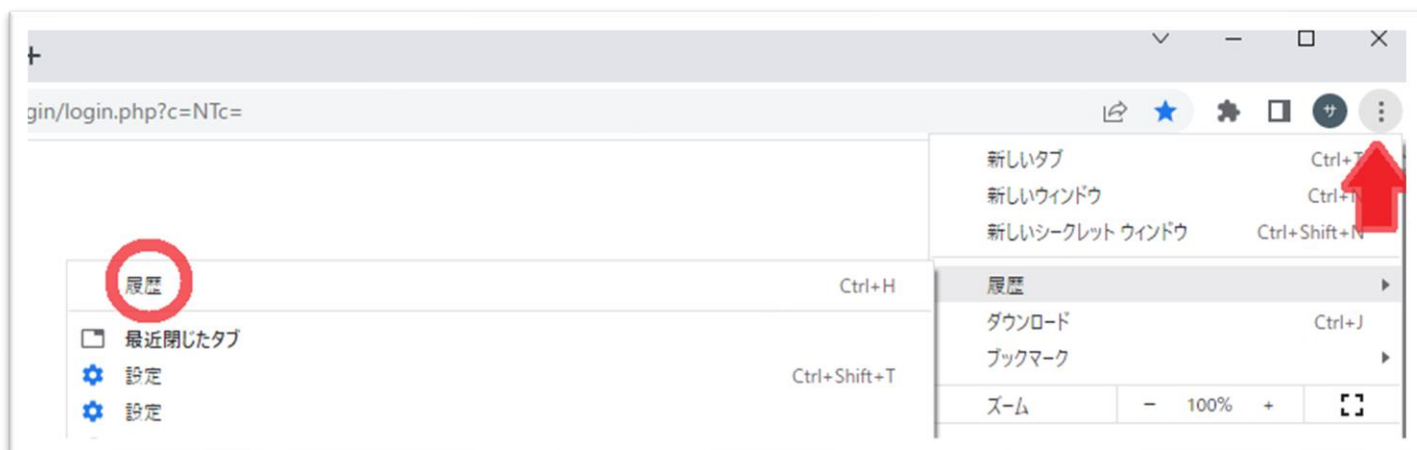 gin/login.php?c=NTc=
サ
新しいタブ Ctrl+T
新しいウィンドウ Ctrl+N
新しいシークレット ウィンドウ Ctrl+Shift+N
履歴 Ctrl+H
履歴
最近閉じたタブ
ダウンロード Ctrl+J
設定 Ctrl+Shift+T
ブックマーク
設定
ズーム - 100% +